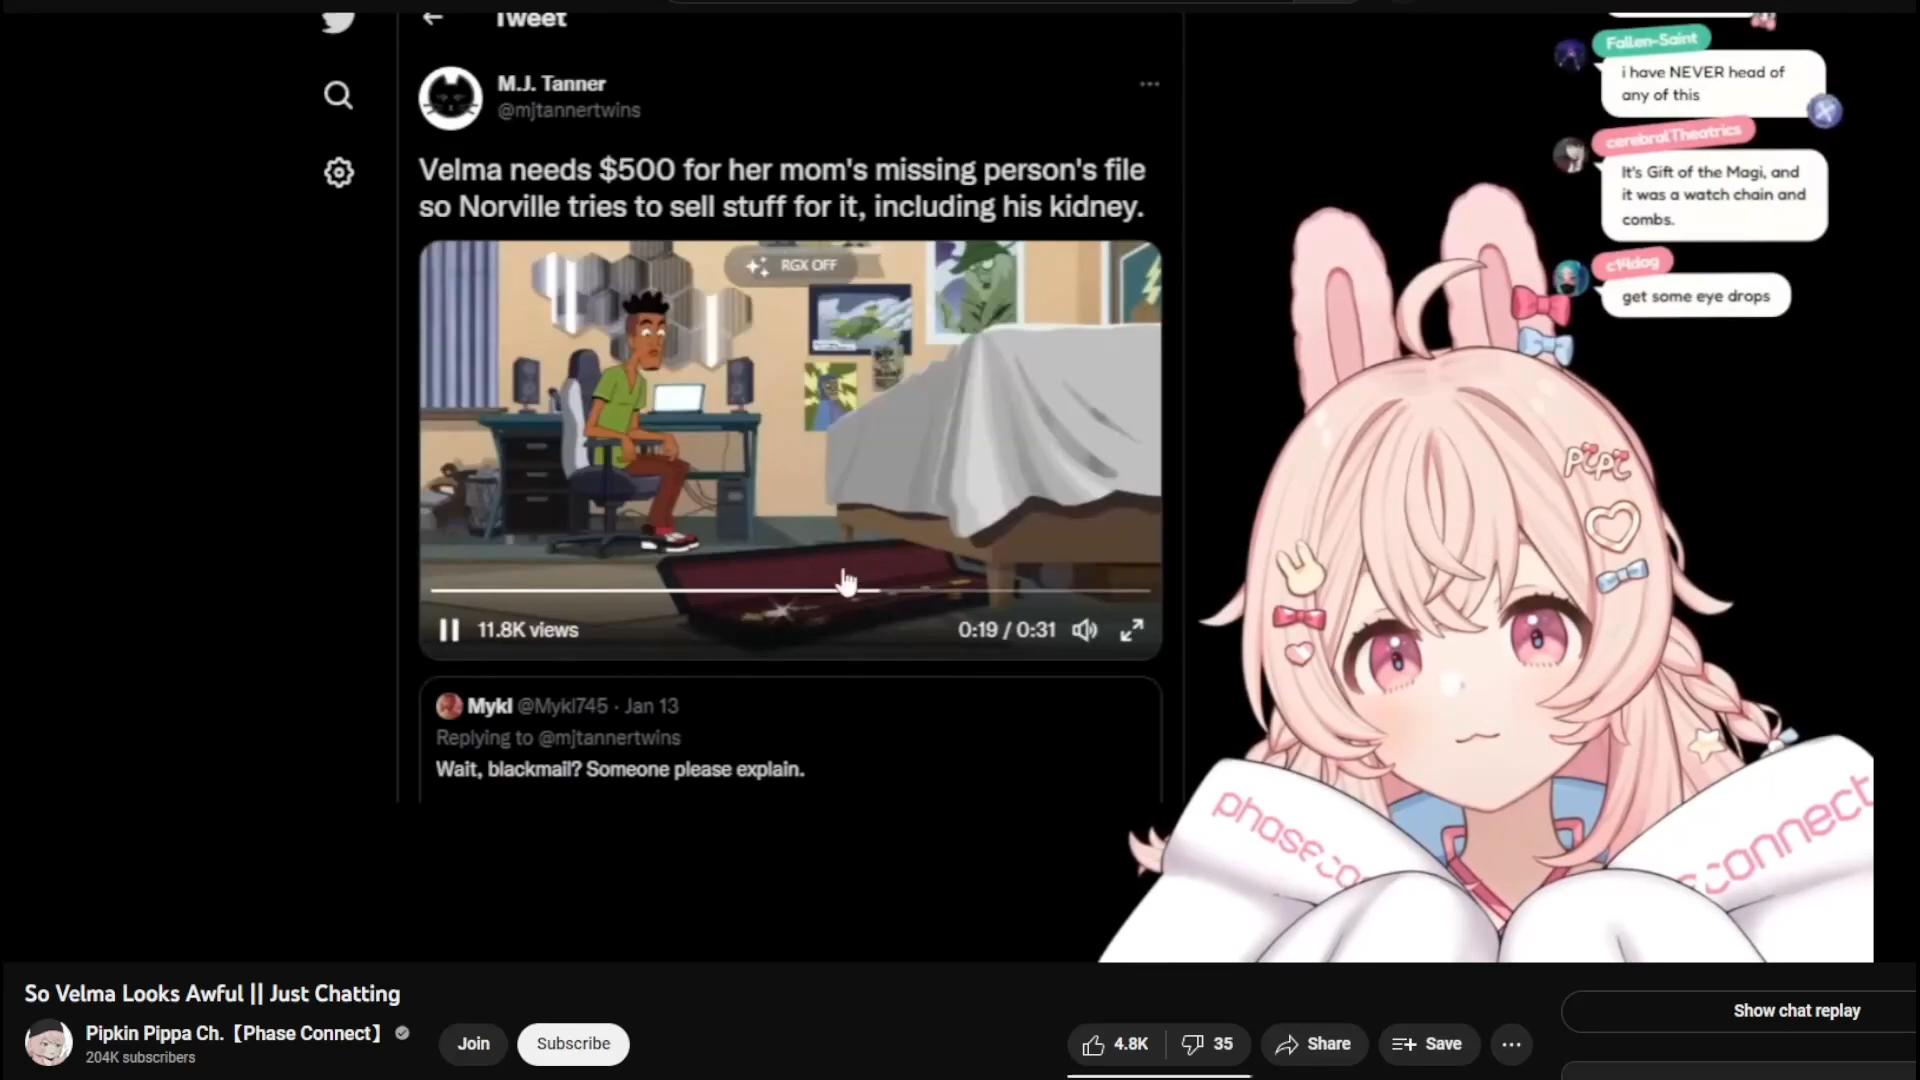 Tweet
M.J. Tanner
@mjtannertwins
Velma needs $500 for her mom's missing person's file
so Norville tries to sell stuff for it, including his kidney.
RGX OFF
11.8K views
0:19 / 0:31
Mykl @Mykl745 · Jan 13
Replying to @mjtannertwins
Wait, blackmail? Someone please explain.
Fallen-Saint
i have NEVER head of
any of this
cerebralTheatrics
It's Gift of the Magi, and
it was a watch chain and
combs.
c14dog
get some eye drops
pipi
phaseco
connect
So Velma Looks Awful || Just Chatting
Pipkin Pippa Ch.【Phase Connect】
204K subscribers
Join
Subscribe
4.8K
35
Share
Save
Show chat replay